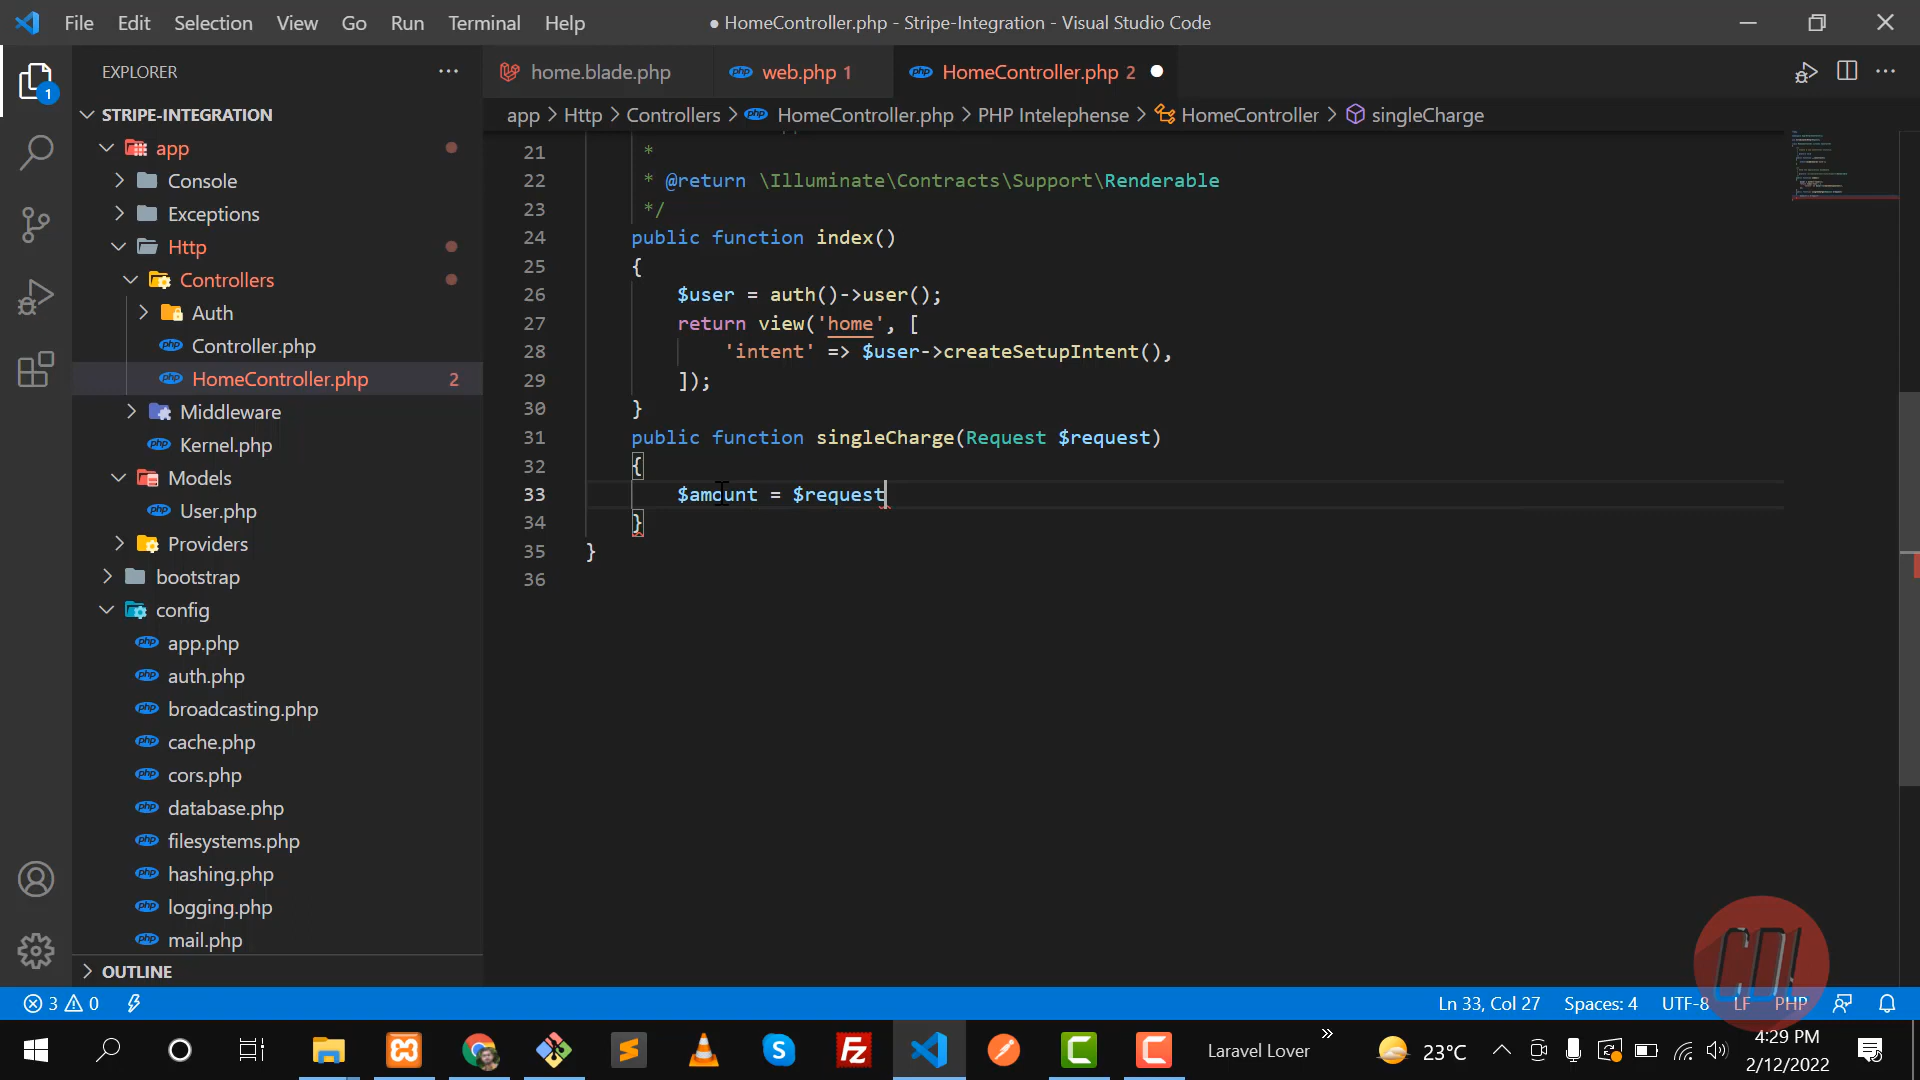 File Edit Selection View Go Run Terminal Help
● HomeController.php - Stripe-Integration - Visual Studio Code
EXPLORER
home.blade.php
web.php 1
HomeController.php 2
STRIPE-INTEGRATION
app > Http > Controllers > HomeController.php > PHP Intelephense > HomeController > singleCharge
1
app
Console
Exceptions
Http
Controllers
Auth
Controller.php
HomeController.php 2
Middleware
Kernel.php
Models
User.php
Providers
bootstrap
config
app.php
auth.php
broadcasting.php
cache.php
cors.php
database.php
filesystems.php
hashing.php
logging.php
mail.php
OUTLINE
21 *
22 * @return \Illuminate\Contracts\Support\Renderable
23 */
24 public function index()
25 {
26 $user = auth()->user();
27 return view('home', [
28 'intent' => $user->createSetupIntent(),
29 ]);
30 }
31 public function singleCharge(Request $request)
32 {
33 $amount = $request
34 }
35 }
36
3 0
Ln 33, Col 27 Spaces: 4 UTF-8 LF PHP
Laravel Lover
23°C
4:29 PM
2/12/2022